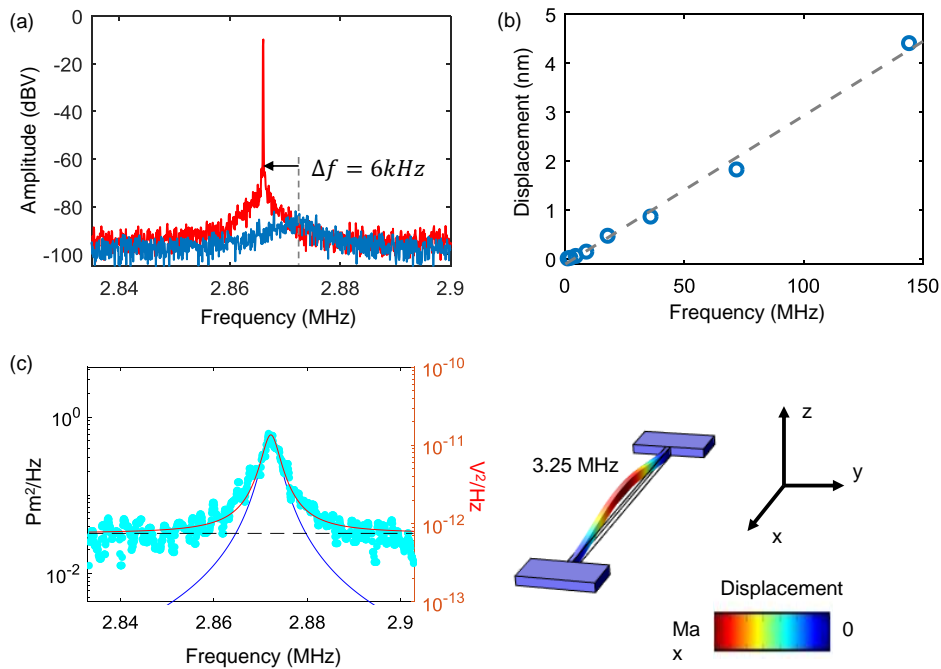 (a)
0
-20
-40
-60
-80
-100
Amplitude (dBV)
Δf = 6kHz
2.84
2.86
2.88
2.9
Frequency (MHz)
(b)
5
4
3
2
1
0
Displacement (nm)
0
50
100
150
Frequency (MHz)
(c)
10⁰
10⁻²
Pm²/Hz
10⁻¹⁰
10⁻¹¹
10⁻¹²
10⁻¹³
V²/Hz
2.84
2.86
2.88
2.9
Frequency (MHz)
3.25 MHz
z
y
x
Displacement
Ma
x
0